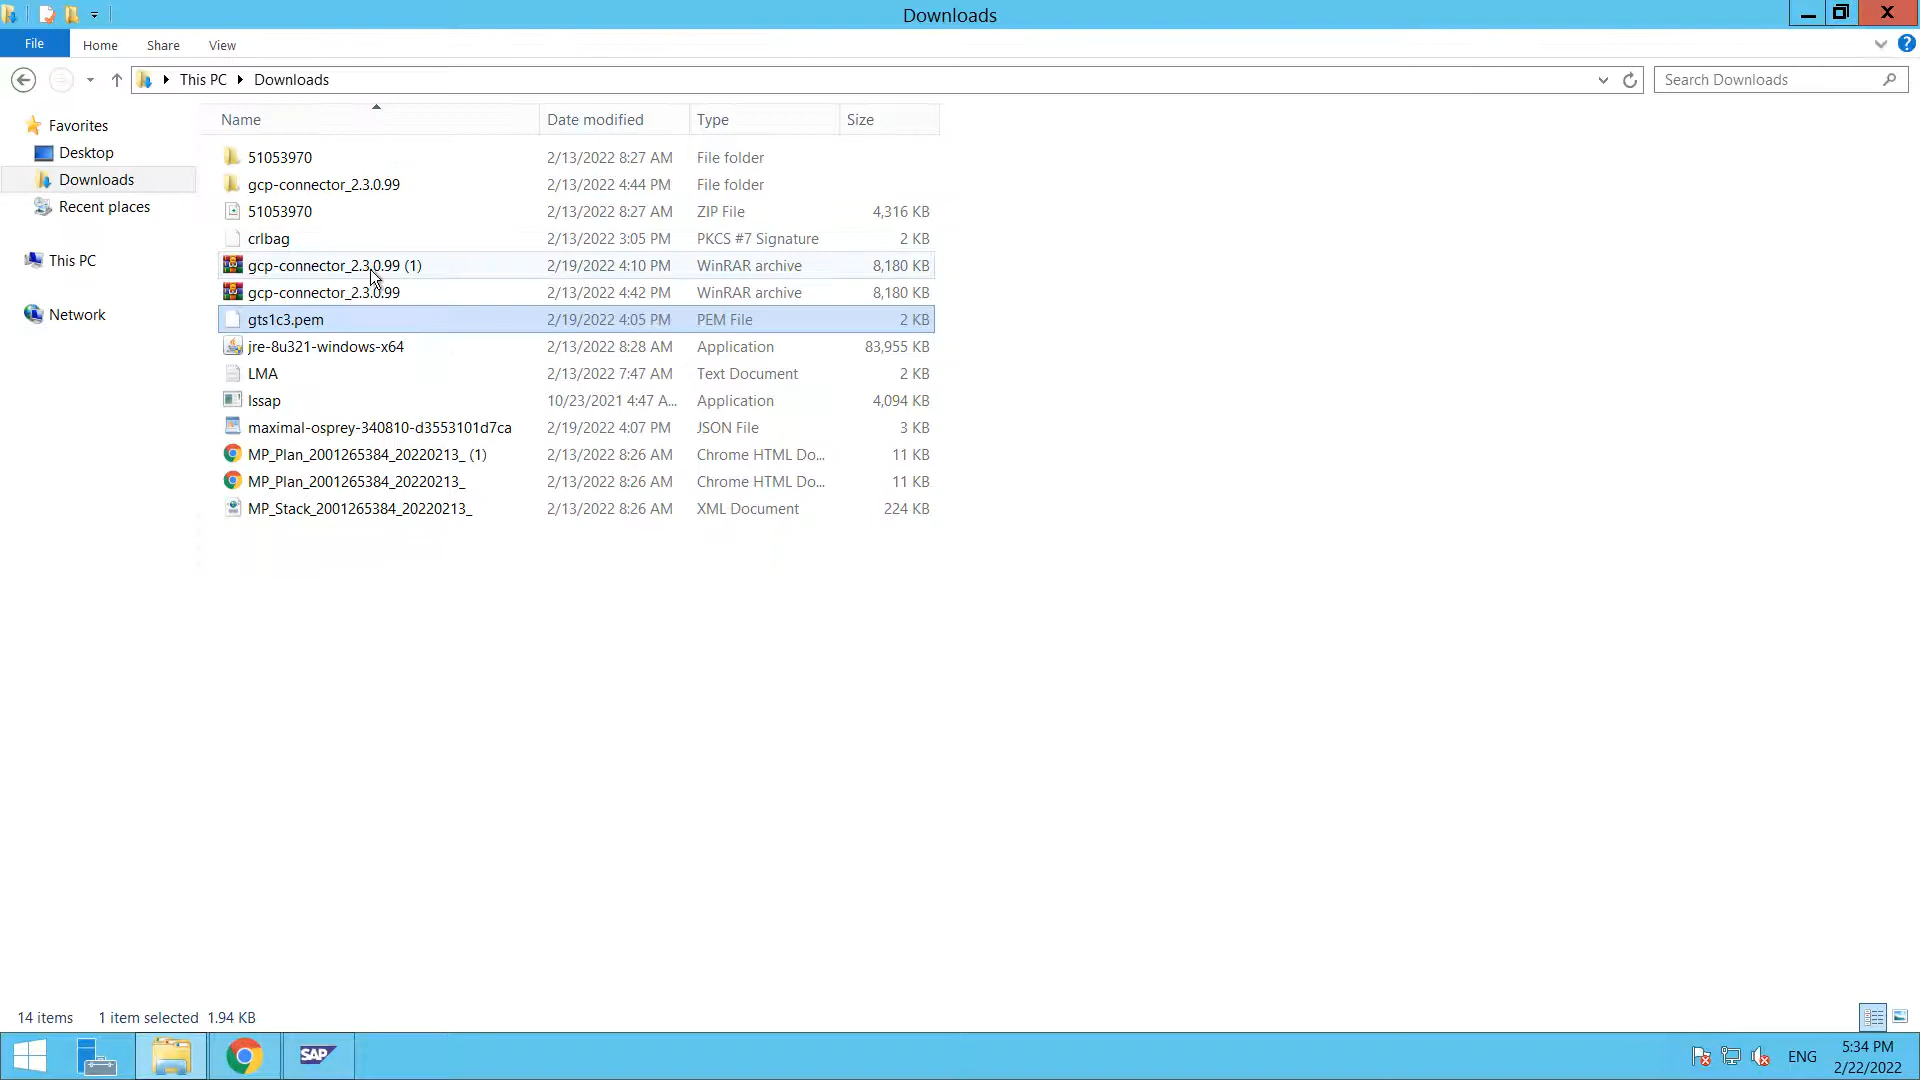 Downloads
File Home Share View
This PC Downloads
Search Downloads
Favorites
Desktop
Downloads
Recent places
This PC
Network
Name Date modified Type Size
51053970 2/13/2022 8:27 AM File folder
gcp-connector_2.3.0.99 2/13/2022 4:44 PM File folder
51053970 2/13/2022 8:27 AM ZIP File 4,316 KB
crlbag 2/13/2022 3:05 PM PKCS #7 Signature 2 KB
gcp-connector_2.3.0.99 (1) 2/19/2022 4:10 PM WinRAR archive 8,180 KB
gcp-connector_2.3.0.99 2/13/2022 4:42 PM WinRAR archive 8,180 KB
gts1c3.pem 2/19/2022 4:05 PM PEM File 2 KB
jre-8u321-windows-x64 2/13/2022 8:28 AM Application 83,955 KB
LMA 2/13/2022 7:47 AM Text Document 2 KB
lssap 10/23/2021 4:47 A... Application 4,094 KB
maximal-osprey-340810-d3553101d7ca 2/19/2022 4:07 PM JSON File 3 KB
MP_Plan_2001265384_20220213_ (1) 2/13/2022 8:26 AM Chrome HTML Do... 11 KB
MP_Plan_2001265384_20220213_ 2/13/2022 8:26 AM Chrome HTML Do... 11 KB
MP_Stack_2001265384_20220213_ 2/13/2022 8:26 AM XML Document 224 KB
14 items 1 item selected 1.94 KB
SAP
ENG
5:34 PM
2/22/2022